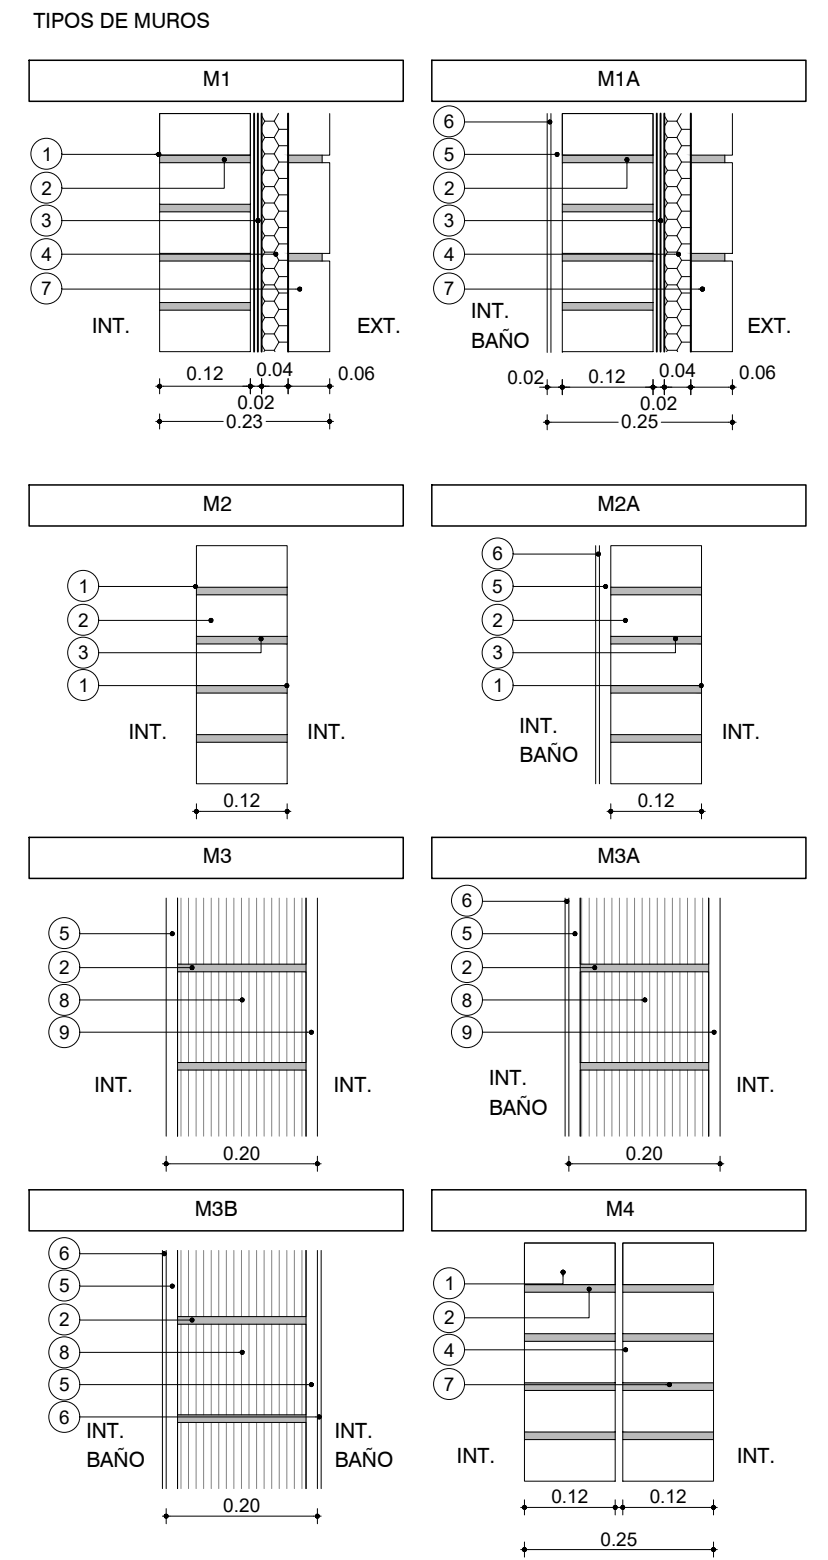 TIPOS DE MUROS
M1
1
2
3
4
7
INT.
EXT.
0.12
0.04
0.06
0.02
0.23
M1A
6
5
2
3
4
7
INT.
BAÑO
EXT.
0.02
0.12
0.04
0.06
0.02
0.25
M2
1
2
3
1
INT.
INT.
0.12
M2A
6
5
2
3
1
INT.
BAÑO
INT.
0.12
M3
5
2
8
9
INT.
INT.
0.20
M3A
6
5
2
8
9
INT.
BAÑO
INT.
0.20
M3B
6
5
2
8
5
6
INT.
BAÑO
INT.
BAÑO
0.20
M4
1
2
4
7
INT.
INT.
0.12
0.12
0.25